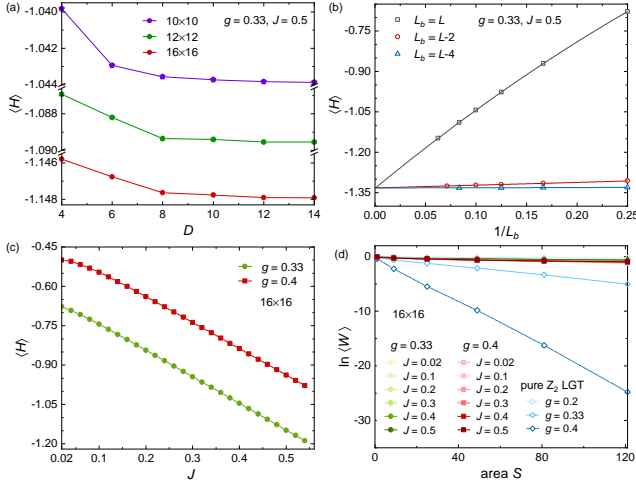 (a)
10×10
12×12
16×16
g = 0.33, J = 0.5
-1.040
-1.044
-1.088
-1.090
-1.146
-1.148
⟨H⟩
4 6 8 10 12 14
D
(b)
g = 0.33, J = 0.5
L_b = L
L_b = L-2
L_b = L-4
-0.75
-0.90
-1.05
-1.20
-1.35
⟨H⟩
0.00 0.05 0.10 0.15 0.20 0.25
1/L_b
(c)
g = 0.33
g = 0.4
16×16
-0.45
-0.60
-0.75
-0.90
-1.05
-1.20
⟨H⟩
0.02 0.1 0.2 0.3 0.4 0.5
J
(d)
16×16
g = 0.33
J = 0.02
J = 0.1
J = 0.2
J = 0.3
J = 0.4
J = 0.5
g = 0.4
J = 0.02
J = 0.1
J = 0.2
J = 0.3
J = 0.4
J = 0.5
pure Z₂ LGT
g = 0.2
g = 0.33
g = 0.4
0
-10
-20
-30
ln ⟨W⟩
0 40 80 120
area S